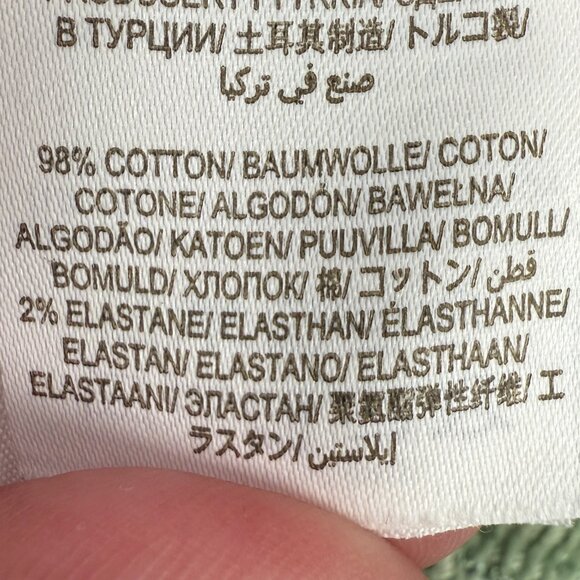 В ТУРЦИИ/ 土耳其制造/ トルコ製/
صنع في تركيا
98% COTTON/ BAUMWOLLE/ COTON/
COTONE/ ALGODÓN/ BAWEŁNA/
ALGODÃO/ KATOEN/ PUUVILLA/ BOMULL/
BOMULD/ ХЛОПОК/ 棉/ コットン/ قطن/
2% ELASTANE/ ELASTHAN/ ÉLASTHANNE/
ELASTAN/ ELASTANO/ ELASTHAAN/
ELASTAANI/ ЭЛАСТАН/ 聚氨酯弹性纤维/ エ
ラスタン/ إيلاستين/